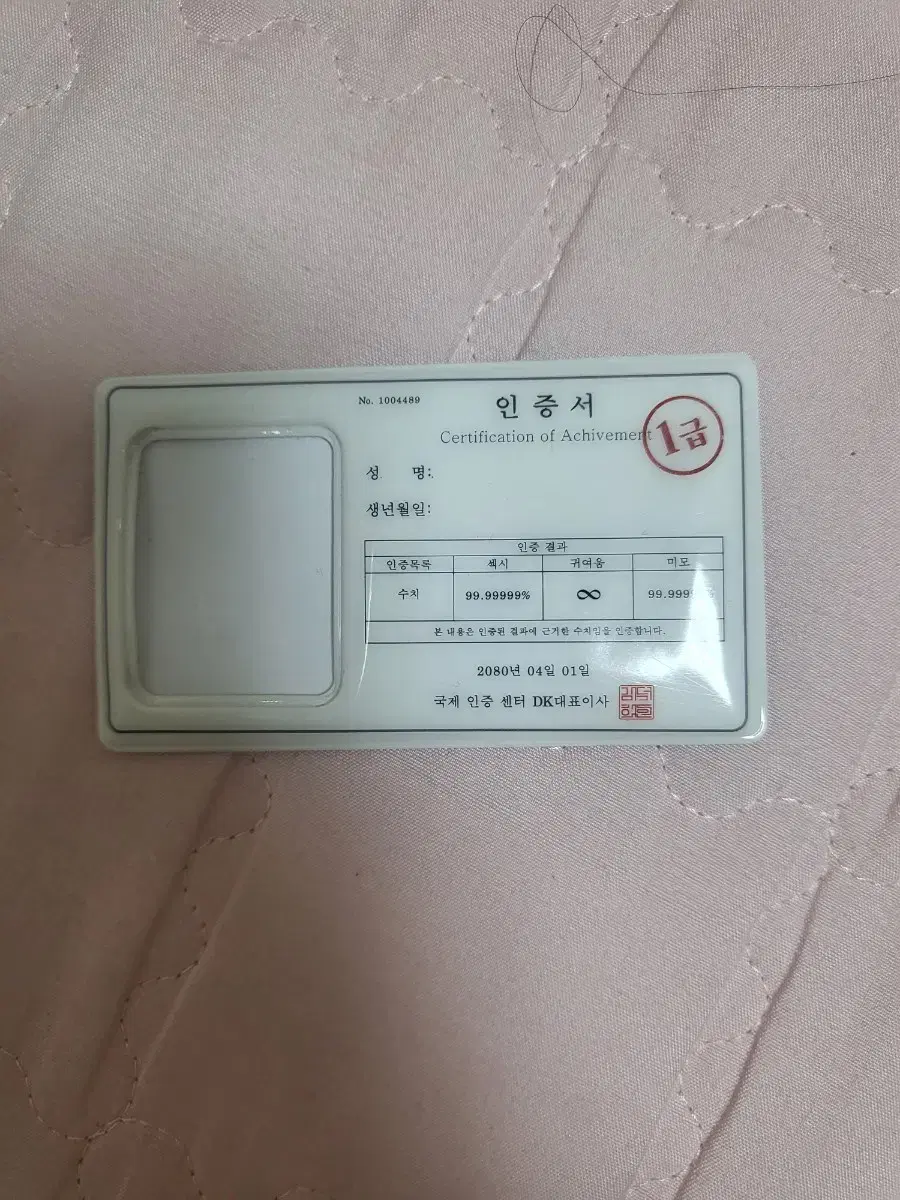 No. 1004489
인증서
Certification of Achivement
1급
성 명:
생년월일:
인증 결과
인증목록 섹시 귀여움 미모
수치 99.99999% ∞ 99.999
본 내용은 인증된 결과에 근거한 수치임을 인증합니다.
2080년 04일 01일
국제 인증 센터 DK대표이사